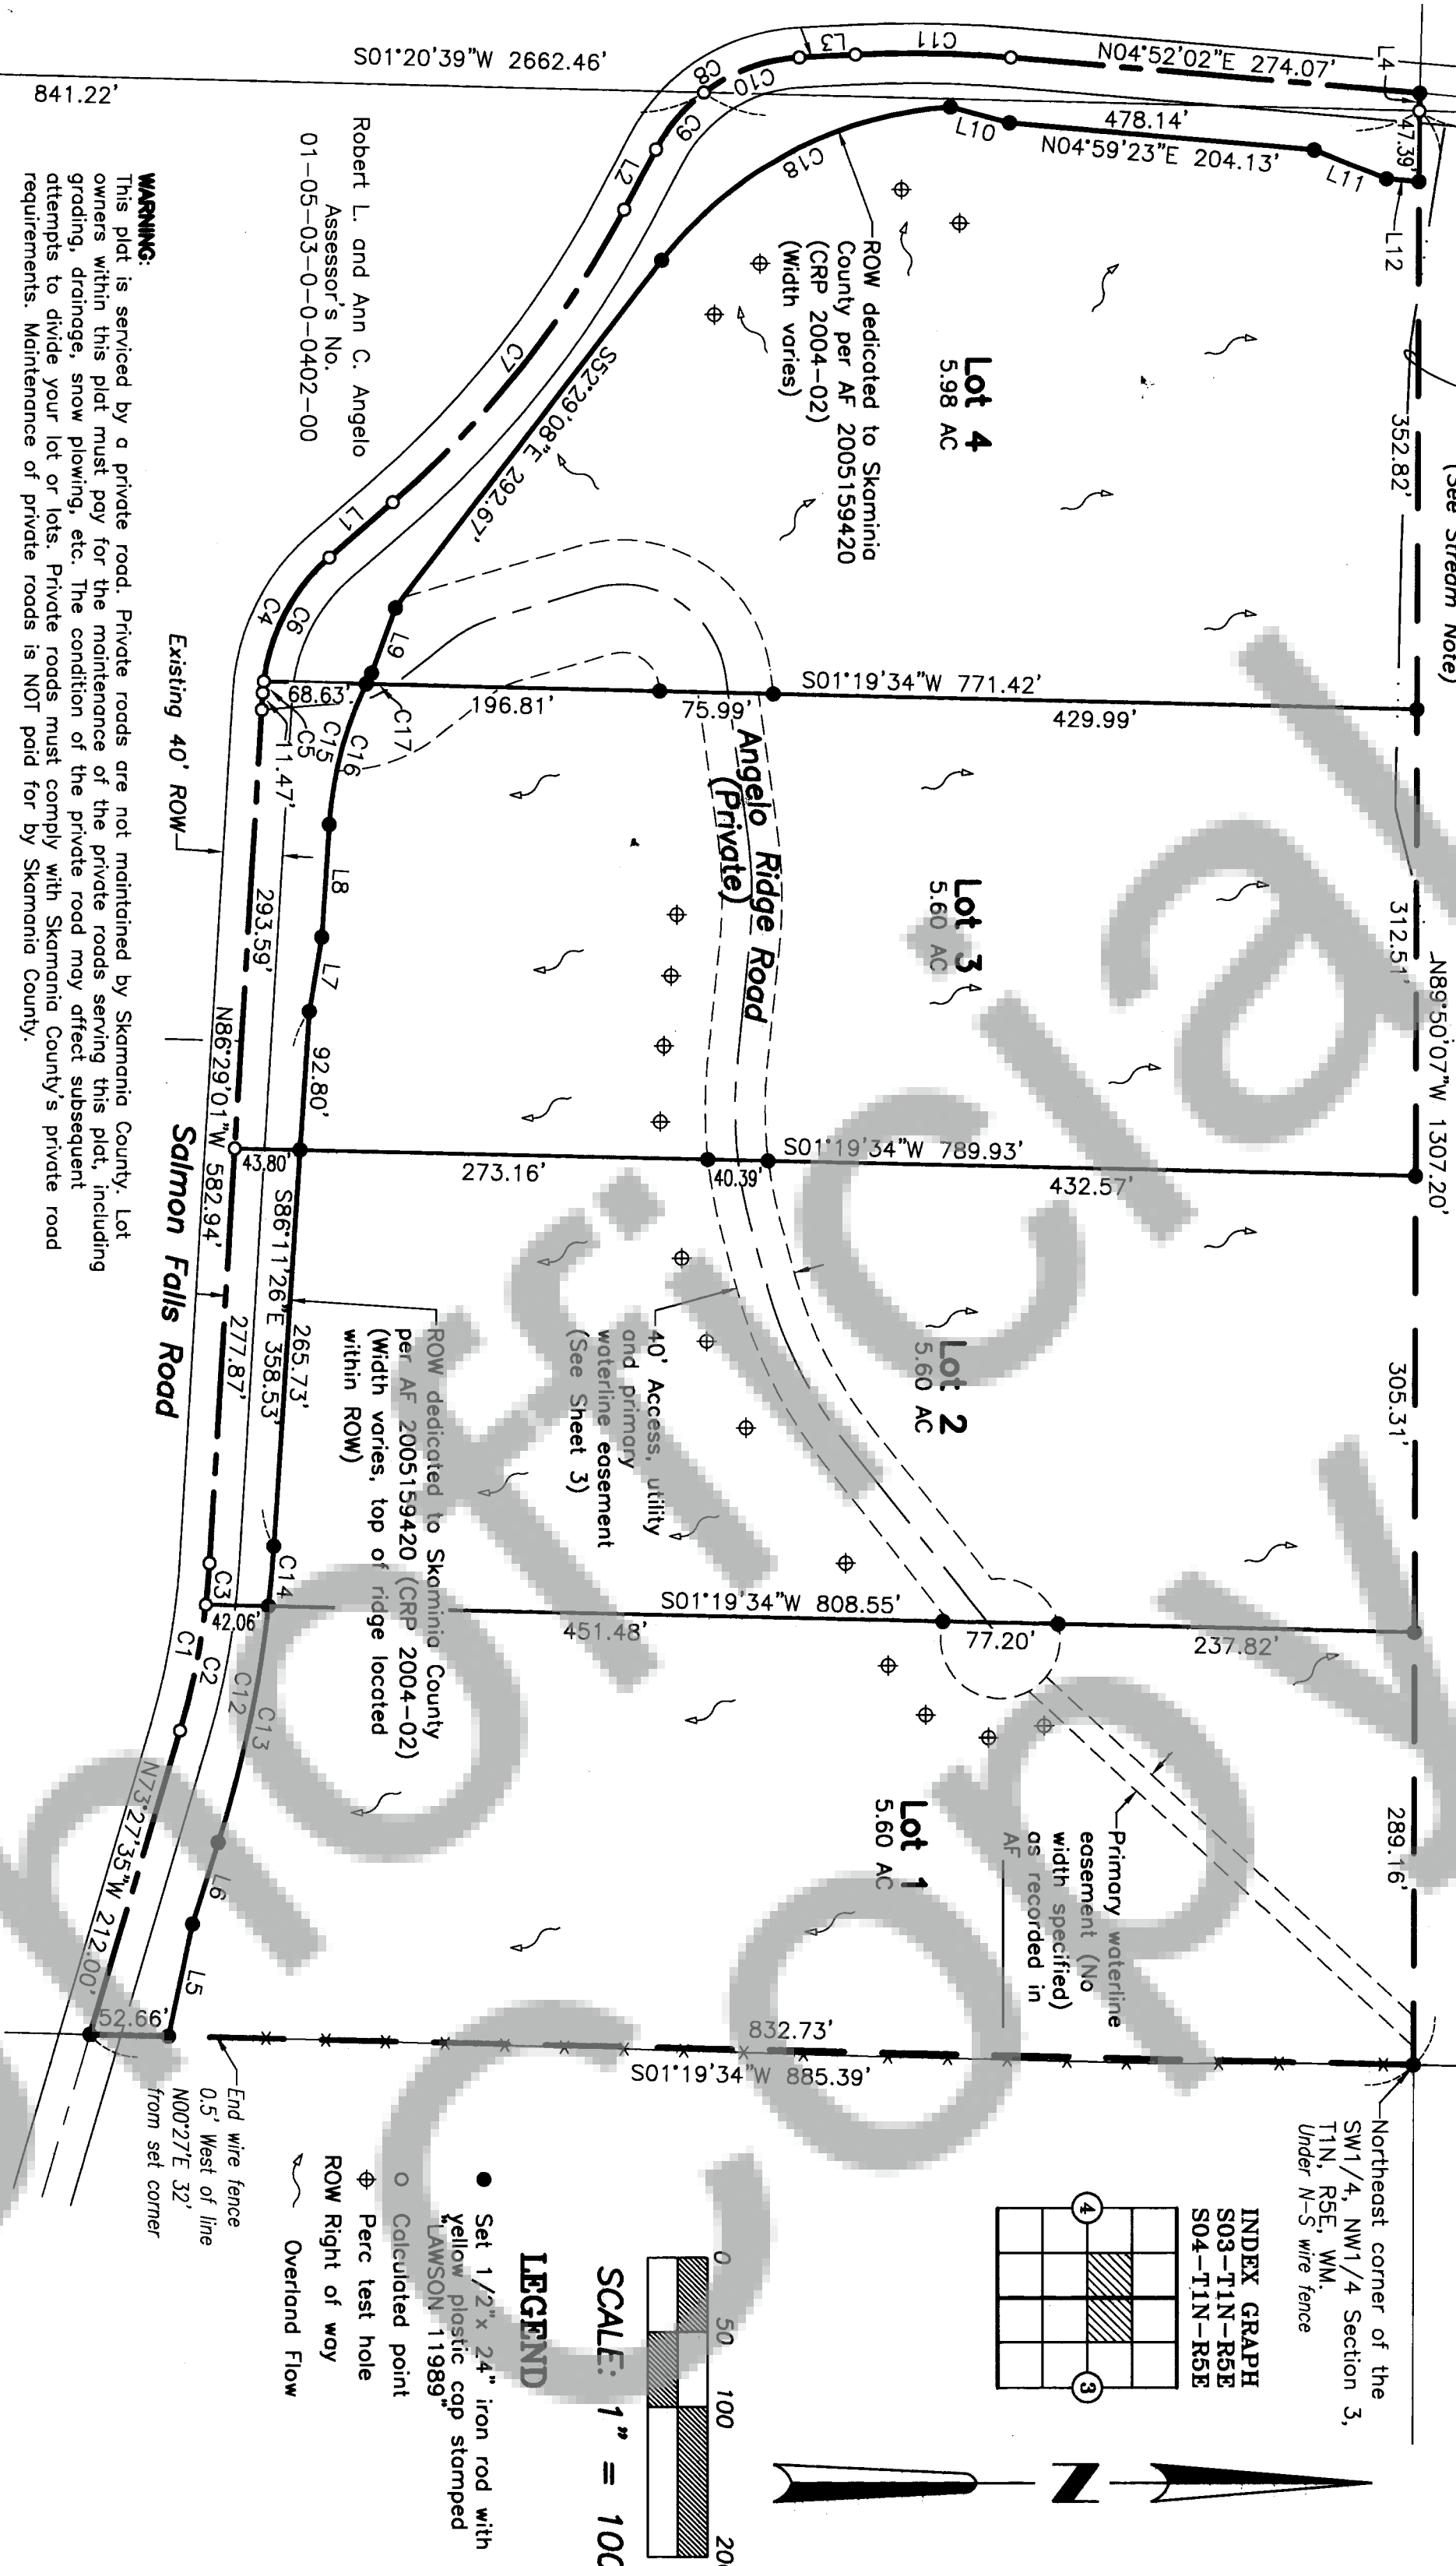 (See Stream Note)
N89°50'07"W 1307.20'
L4
47.39'
L12
352.82'
312.51'
305.31'
289.16'
Northeast corner of the
SW1/4, NW1/4 Section 3,
T1N, R5E, WM.
Under N-S wire fence
N04°52'02"E 274.07'
478.14'
N04°59'23"E 204.13'
L11
L10
C11
L3
C10
C8
C9
L2
C18
C7
S52°29'08"E 292.67'
L1
C6
C4
L9
C17
S01°20'39"W 2662.46'
841.22'
ROW dedicated to Skaminia
County per AF 2005159420
(CRP 2004-02)
(Width varies)
Lot 4
5.98 AC
Lot 3
5.60 AC
Lot 2
5.60 AC
Lot 1
5.60 AC
S01°19'34"W 771.42'
429.99'
75.99'
196.81'
68.63'
Angelo Ridge Road
(Private)
S01°19'34"W 789.93'
432.57'
40.39'
273.16'
43.80'
40' Access, utility
and primary
waterline easement
(See Sheet 3)
S01°19'34"W 808.55'
237.82'
77.20'
451.48'
42.06'
Primary waterline
easement (No
width specified)
as recorded in
AF
832.73'
S01°19'34"W 885.39'
52.66'
C5
11.47'
C15
C16
L8
L7
92.80'
S86°11'26"E 358.53'
265.73'
C14
C3
C1
C2
C12
C13
L6
L5
293.59'
277.87'
N86°29'01"W 582.94'
N73°27'35"W 212.00'
ROW dedicated to Skaminia County
per AF 2005159420 (CRP 2004-02)
(Width varies, top of ridge located
within ROW)
Existing 40' ROW
Salmon Falls Road
Robert L. and Ann C. Angelo
Assessor's No.
01-05-03-0-0-0402-00
WARNING:
This plat is serviced by a private road. Private roads are not maintained by Skamania County. Lot
owners within this plat must pay for the maintenance of the private roads serving this plat, including
grading, drainage, snow plowing, etc. The condition of the private road may affect subsequent
attempts to divide your lot or lots. Private roads must comply with Skamania County's private road
requirements. Maintenance of private roads is NOT paid for by Skamania County.
End wire fence
0.5' West of line
N00°27'E 32'
from set corner
INDEX GRAPH
S03-T1N-R5E
S04-T1N-R5E
4
3
N
0 50 100
SCALE: 1" =
LEGEND
Set 1/2"x 24" iron rod with
yellow plastic cap stamped
"LAWSON 11989"
Calculated point
Perc test hole
ROW Right of way
Overland Flow
Unofficial
Copy